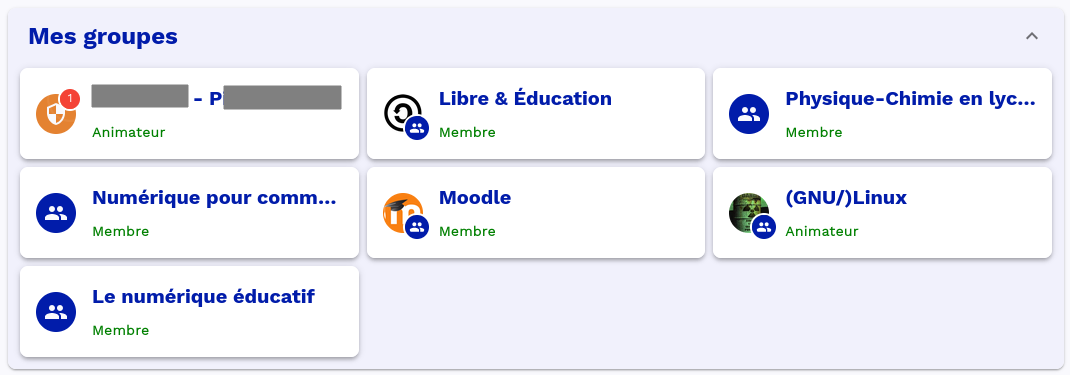 Mes groupes
1
- P
Animateur
Libre & Éducation
Membre
Physique-Chimie en lyc...
Membre
Numérique pour comm...
Membre
Moodle
Membre
(GNU/)Linux
Animateur
Le numérique éducatif
Membre